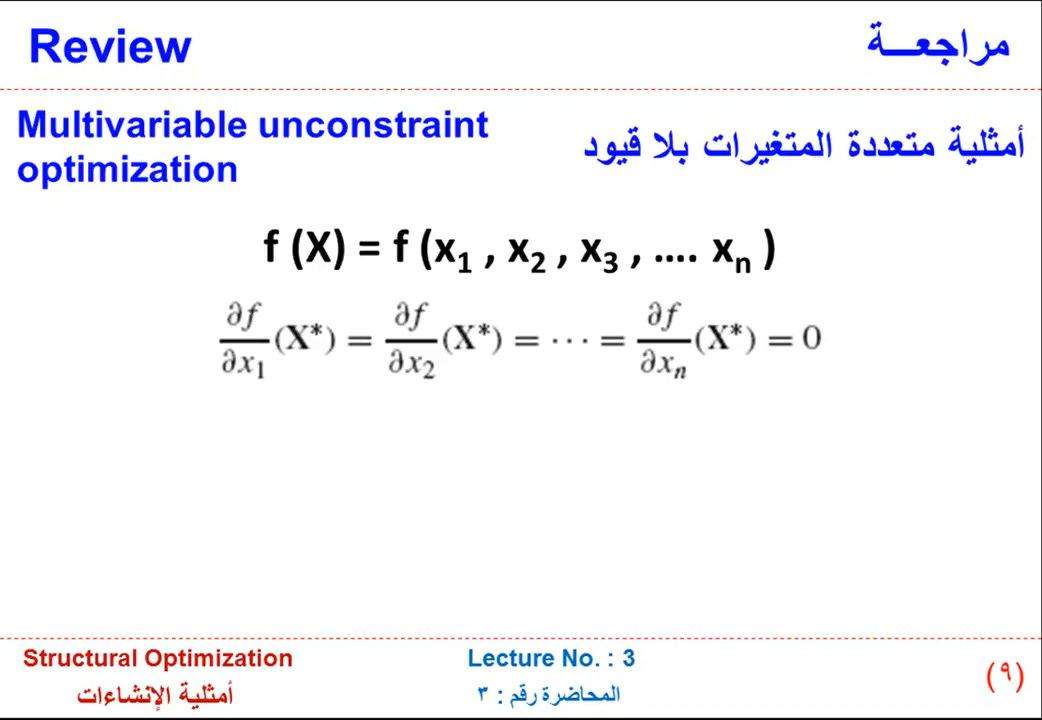 Review
مراجعـــة
Multivariable unconstraint
optimization
أمثلية متعددة المتغيرات بلا قيود
f (X) = f (x₁ , x₂ , x₃ , .... xₙ )
∂f/∂x₁ (X*) = ∂f/∂x₂ (X*) = ··· = ∂f/∂xₙ (X*) = 0
Structural Optimization
أمثلية الإنشاءات
Lecture No. : 3
المحاضرة رقم : ٣
(٩)